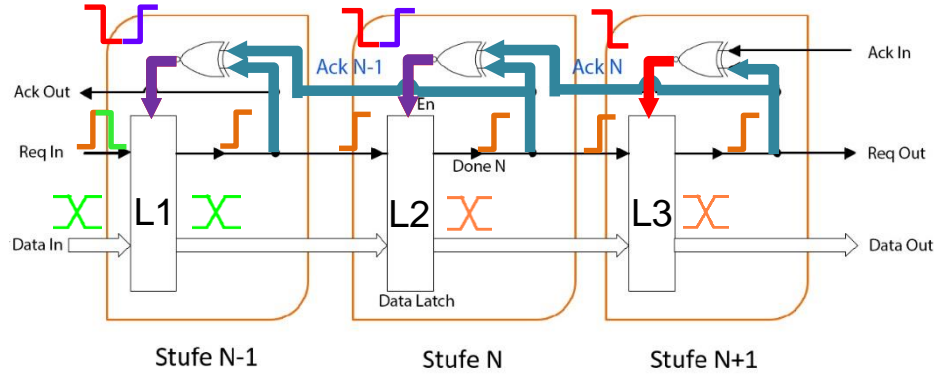 Ack N-1
Ack N
Ack In
Ack Out
En
Req In
Done N
Req Out
L1
L2
L3
Data In
Data Out
Data Latch
Stufe N-1
Stufe N
Stufe N+1